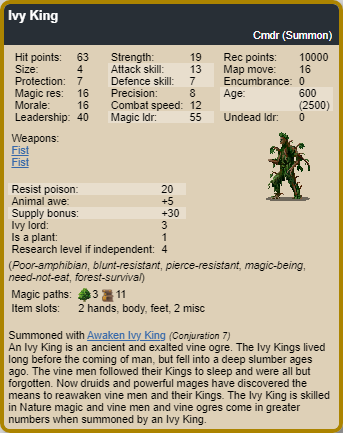 Ivy King
Cmdr (Summon)
Hit points: 63 Strength: 19 Rec points: 10000
Size: 4 Attack skill: 13 Map move: 16
Protection: 7 Defence skill: 7 Encumbrance: 0
Magic res: 16 Precision: 8 Age: 600
Morale: 16 Combat speed: 12 (2500)
Leadership: 40 Magic ldr: 55 Undead ldr: 0
Weapons:
Fist
Fist
Resist poison: 20
Animal awe: +5
Supply bonus: +30
Ivy lord: 3
Is a plant: 1
Research level if independent: 4
(Poor-amphibian, blunt-resistant, pierce-resistant, magic-being,
need-not-eat, forest-survival)
Magic paths: 3 11
Item slots: 2 hands, body, feet, 2 misc
Summoned with Awaken Ivy King (Conjuration 7)
An Ivy King is an ancient and exalted vine ogre. The Ivy Kings lived
long before the coming of man, but fell into a deep slumber ages
ago. The vine men followed their Kings to sleep and were all but
forgotten. Now druids and powerful mages have discovered the
means to reawaken vine men and their Kings. The Ivy King is skilled
in Nature magic and vine men and vine ogres come in greater
numbers when summoned by an Ivy King.